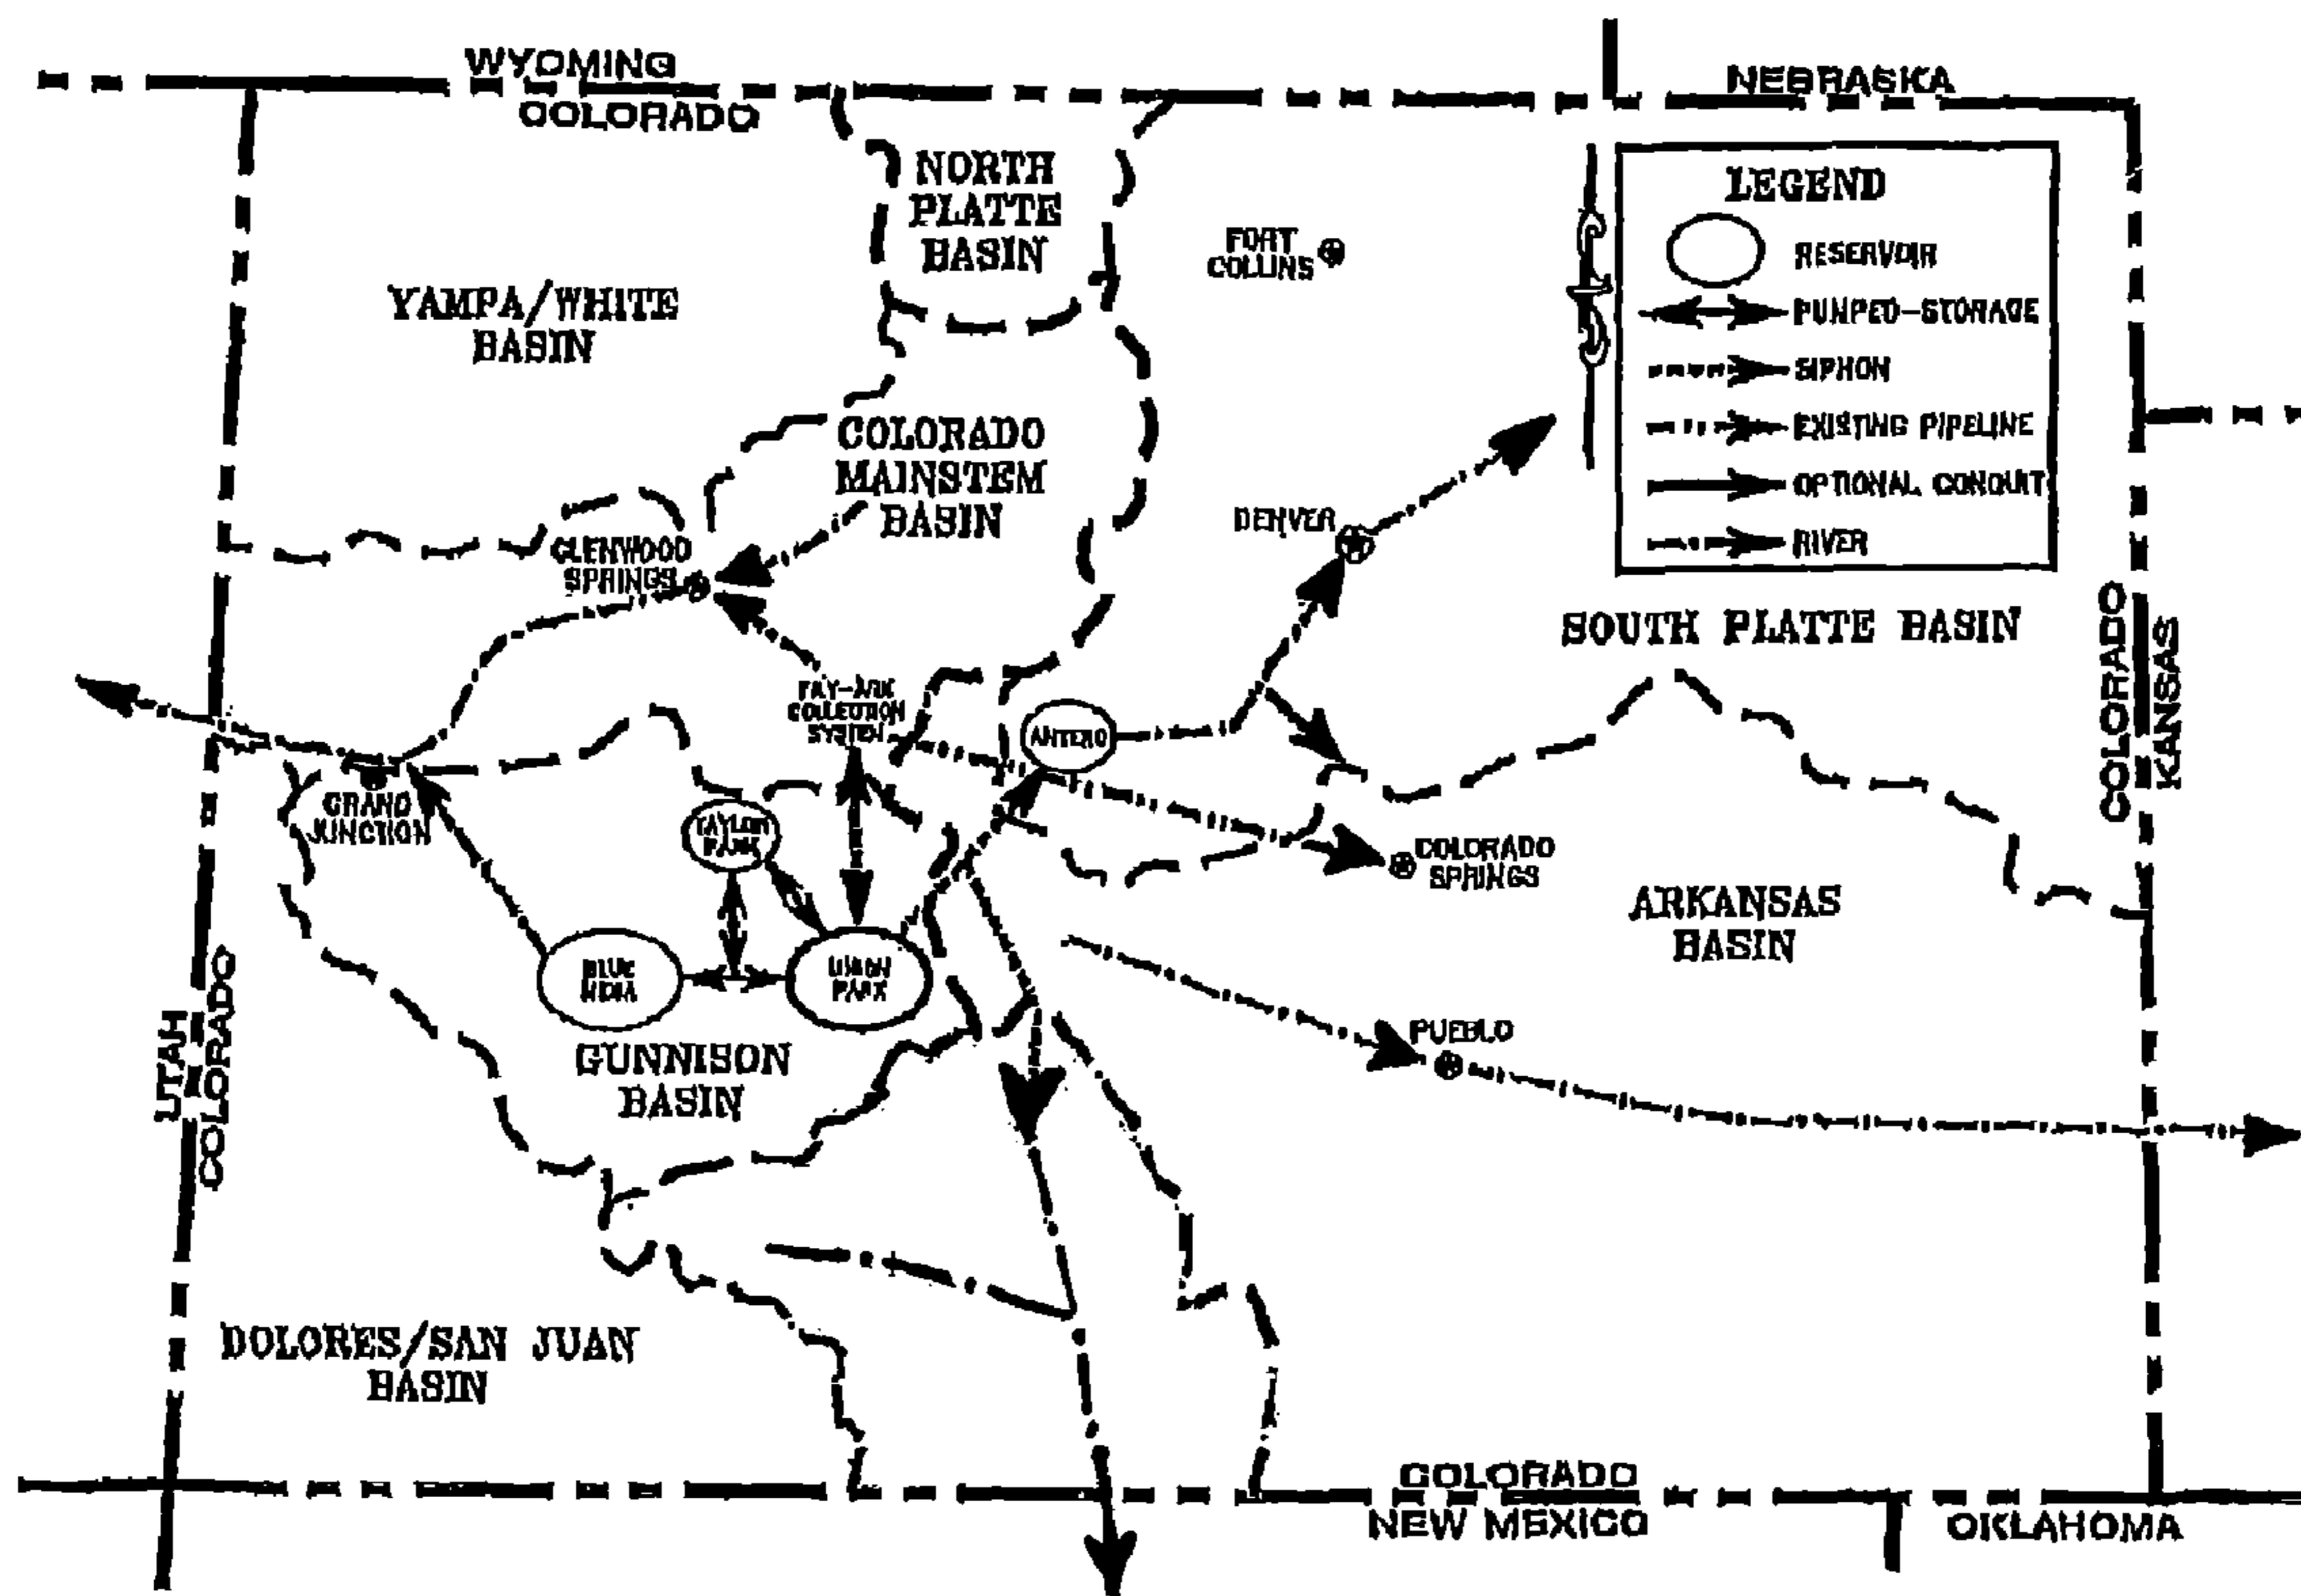 WYOMING
COLORADO
NEBRASKA
NORTH
PLATTE
BASIN
FORT
COLLINS
LEGEND
RESERVOIR
PUMPED-STORAGE
SIPHON
EXISTING PIPELINE
OPTIONAL CONDUIT
RIVER
YAMPA/WHITE
BASIN
COLORADO
MAINSTEM
BASIN
DENVER
GLENWOOD
SPRINGS
SOUTH PLATTE BASIN
COLORADO
KANSAS
COLLECTION
SYSTEM
ANTERO
GRAND
JUNCTION
TAYLOR
PARK
COLORADO
SPRINGS
ARKANSAS
BASIN
BLUE
MESA
UNION
PARK
UTAH
COLORADO
GUNNISON
BASIN
PUEBLO
DOLORES/SAN JUAN
BASIN
COLORADO
NEW MEXICO
OKLAHOMA